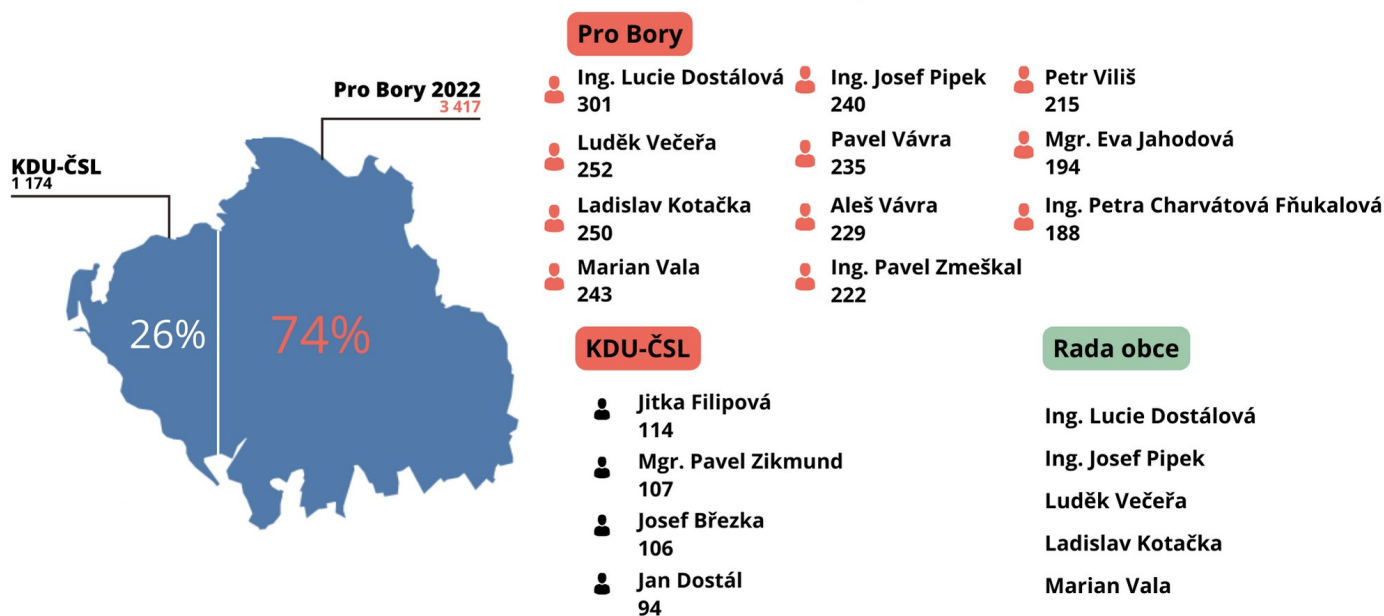 Pro Bory 2022
3 417
KDU-ČSL
1 174
26%
74%
Pro Bory
Ing. Lucie Dostálová
301
Luděk Večeřa
252
Ladislav Kotačka
250
Marian Vala
243
Ing. Josef Pipek
240
Pavel Vávra
235
Aleš Vávra
229
Ing. Pavel Zmeškal
222
Petr Viliš
215
Mgr. Eva Jahodová
194
Ing. Petra Charvátová Fňukalová
188
KDU-ČSL
Jitka Filipová
114
Mgr. Pavel Zikmund
107
Josef Březka
106
Jan Dostál
94
Rada obce
Ing. Lucie Dostálová
Ing. Josef Pipek
Luděk Večeřa
Ladislav Kotačka
Marian Vala